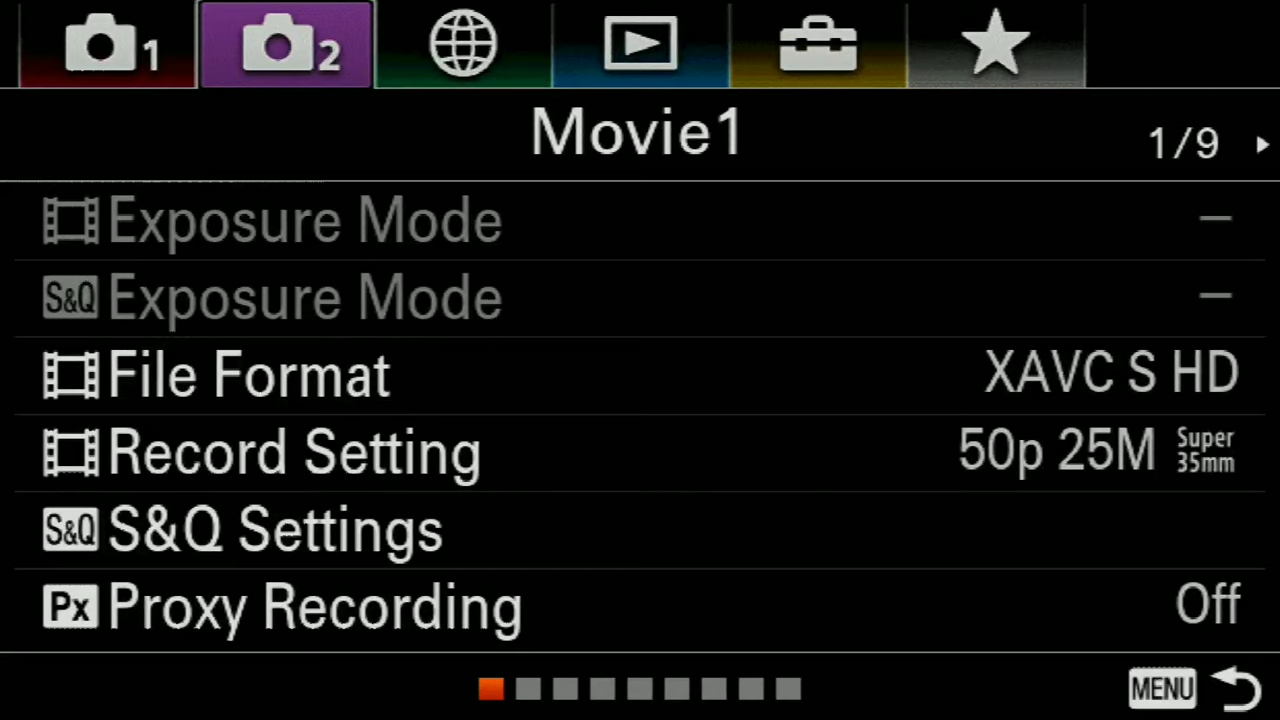 1 2
Movie1 1/9
Exposure Mode –
S&Q Exposure Mode –
File Format XAVC S HD
Record Setting 50p 25M Super 35mm
S&Q S&Q Settings
Px Proxy Recording Off
MENU